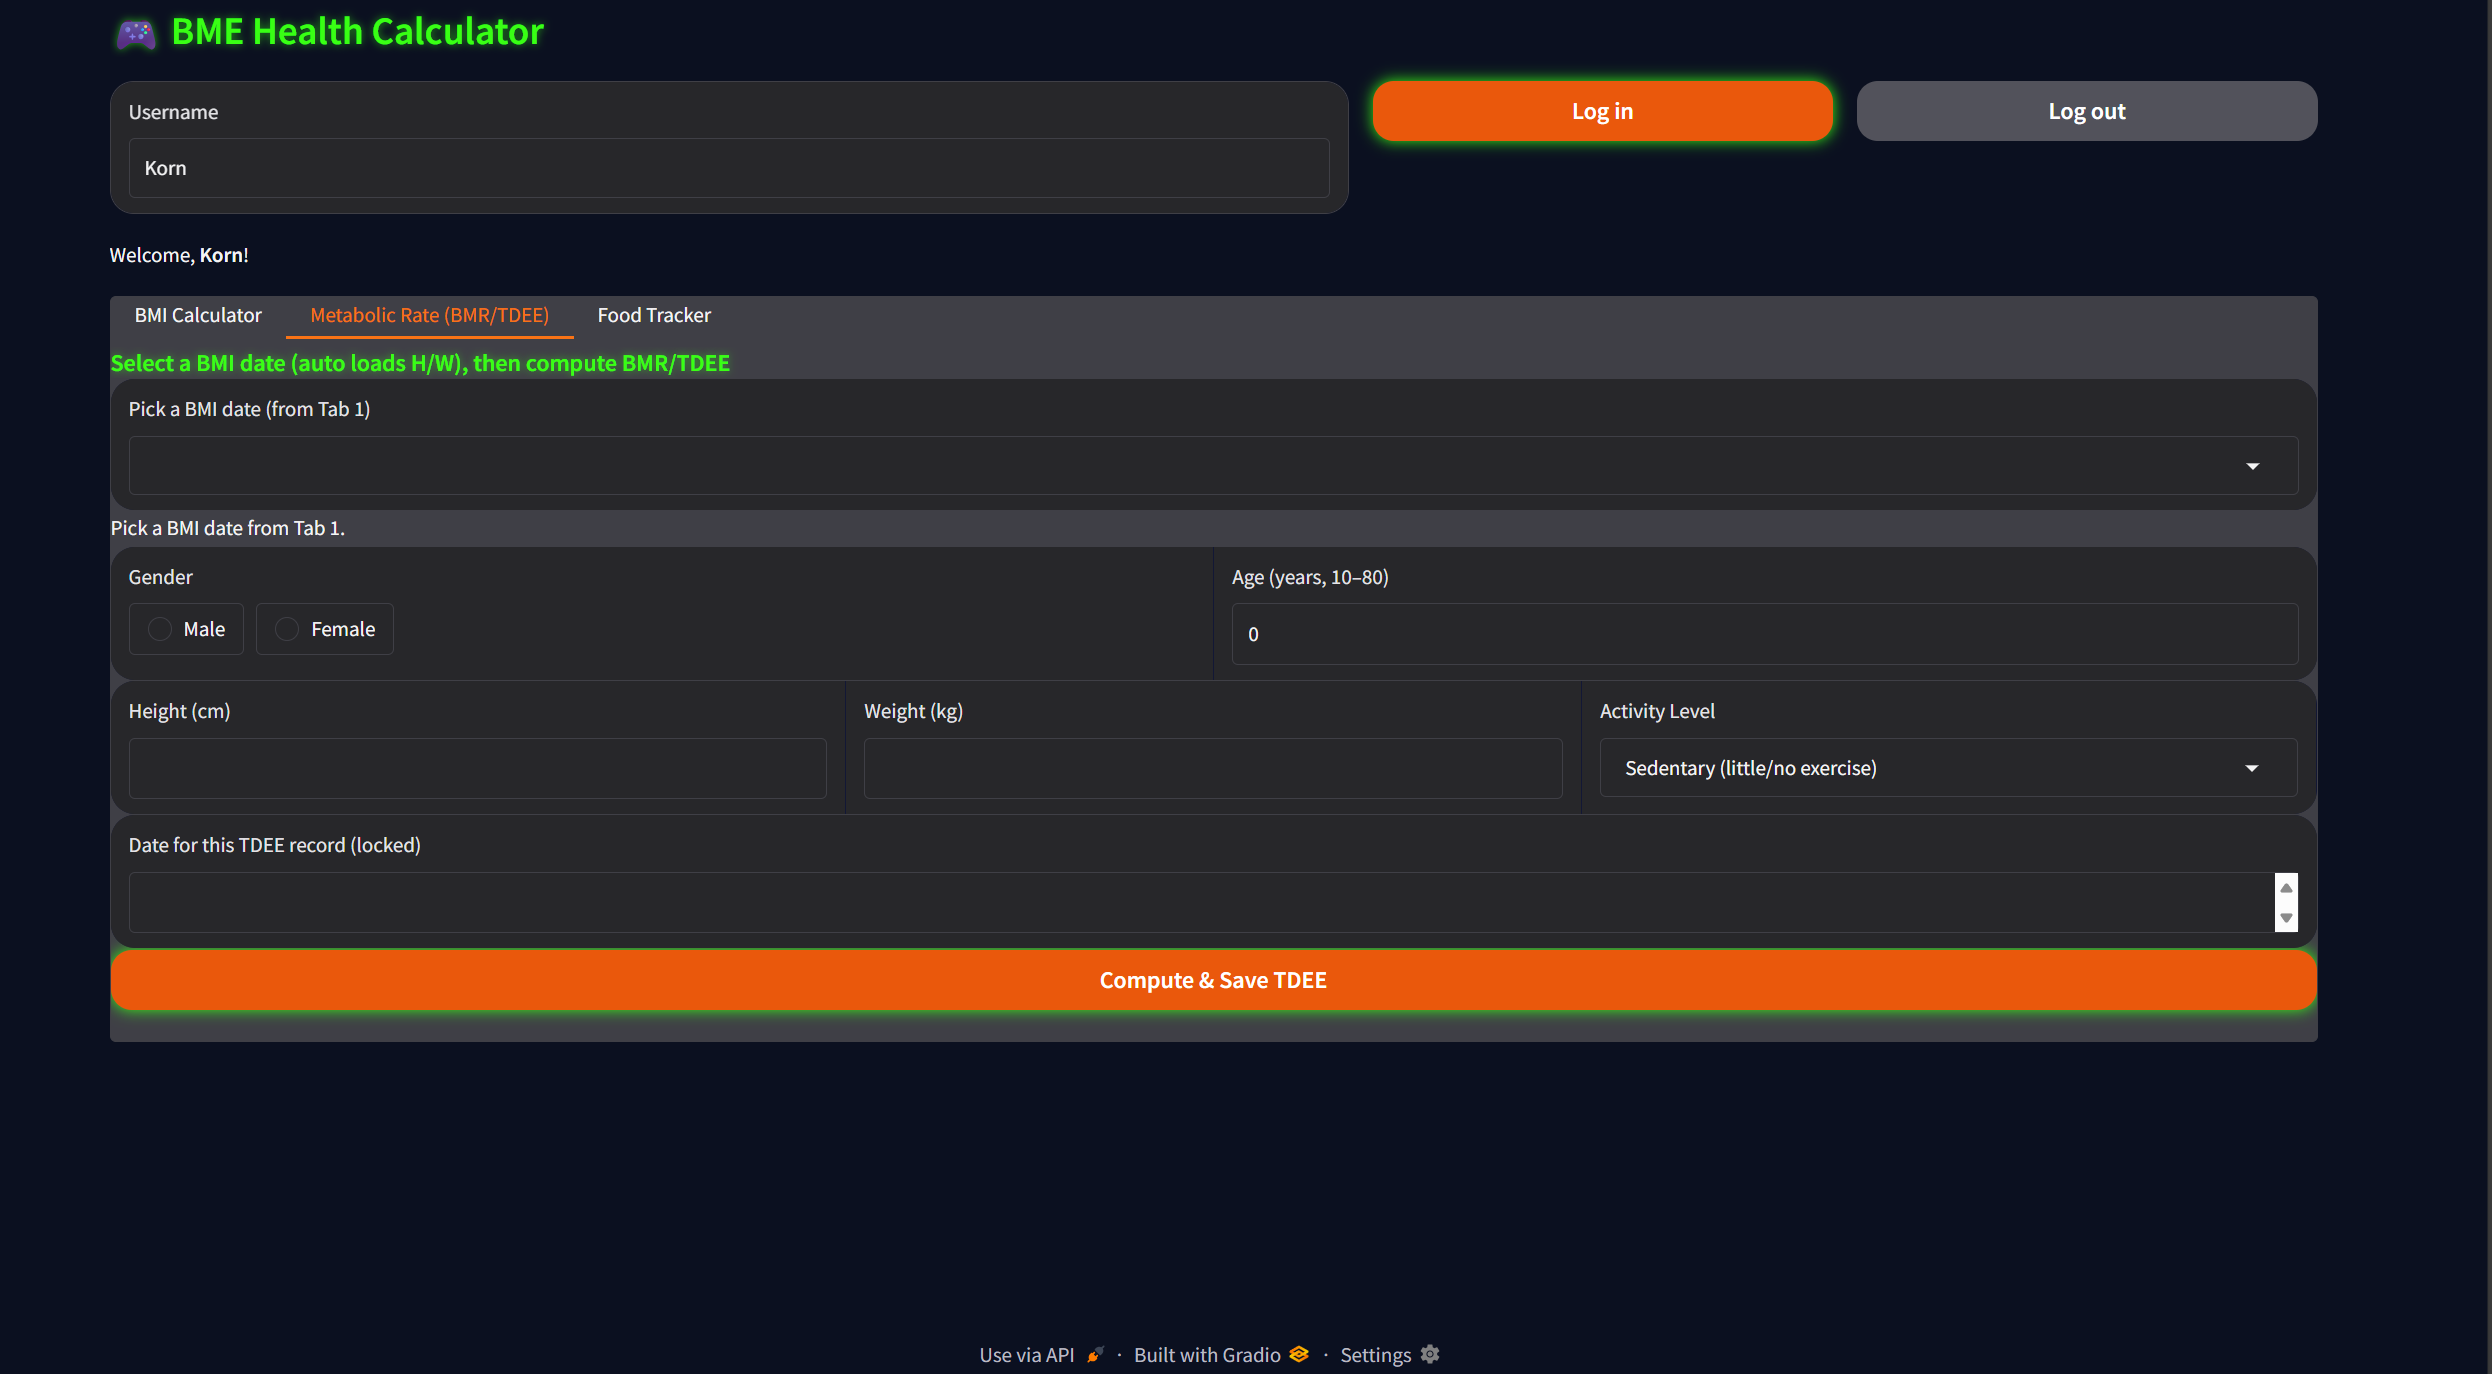 BME Health Calculator
Username
Log in
Log out
Korn
Welcome, Korn!
BMI Calculator
Metabolic Rate (BMR/TDEE)
Food Tracker
Select a BMI date (auto loads H/W), then compute BMR/TDEE
Pick a BMI date (from Tab 1)
Pick a BMI date from Tab 1.
Gender
Age (years, 10–80)
Male
Female
0
Height (cm)
Weight (kg)
Activity Level
Sedentary (little/no exercise)
Date for this TDEE record (locked)
Compute & Save TDEE
Use via API · Built with Gradio · Settings